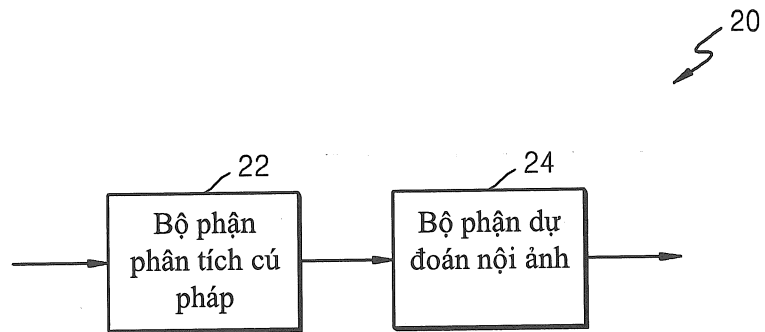 20
22
24
Bộ phận
phân tích cú
pháp
Bộ phận dự
đoán nội ảnh